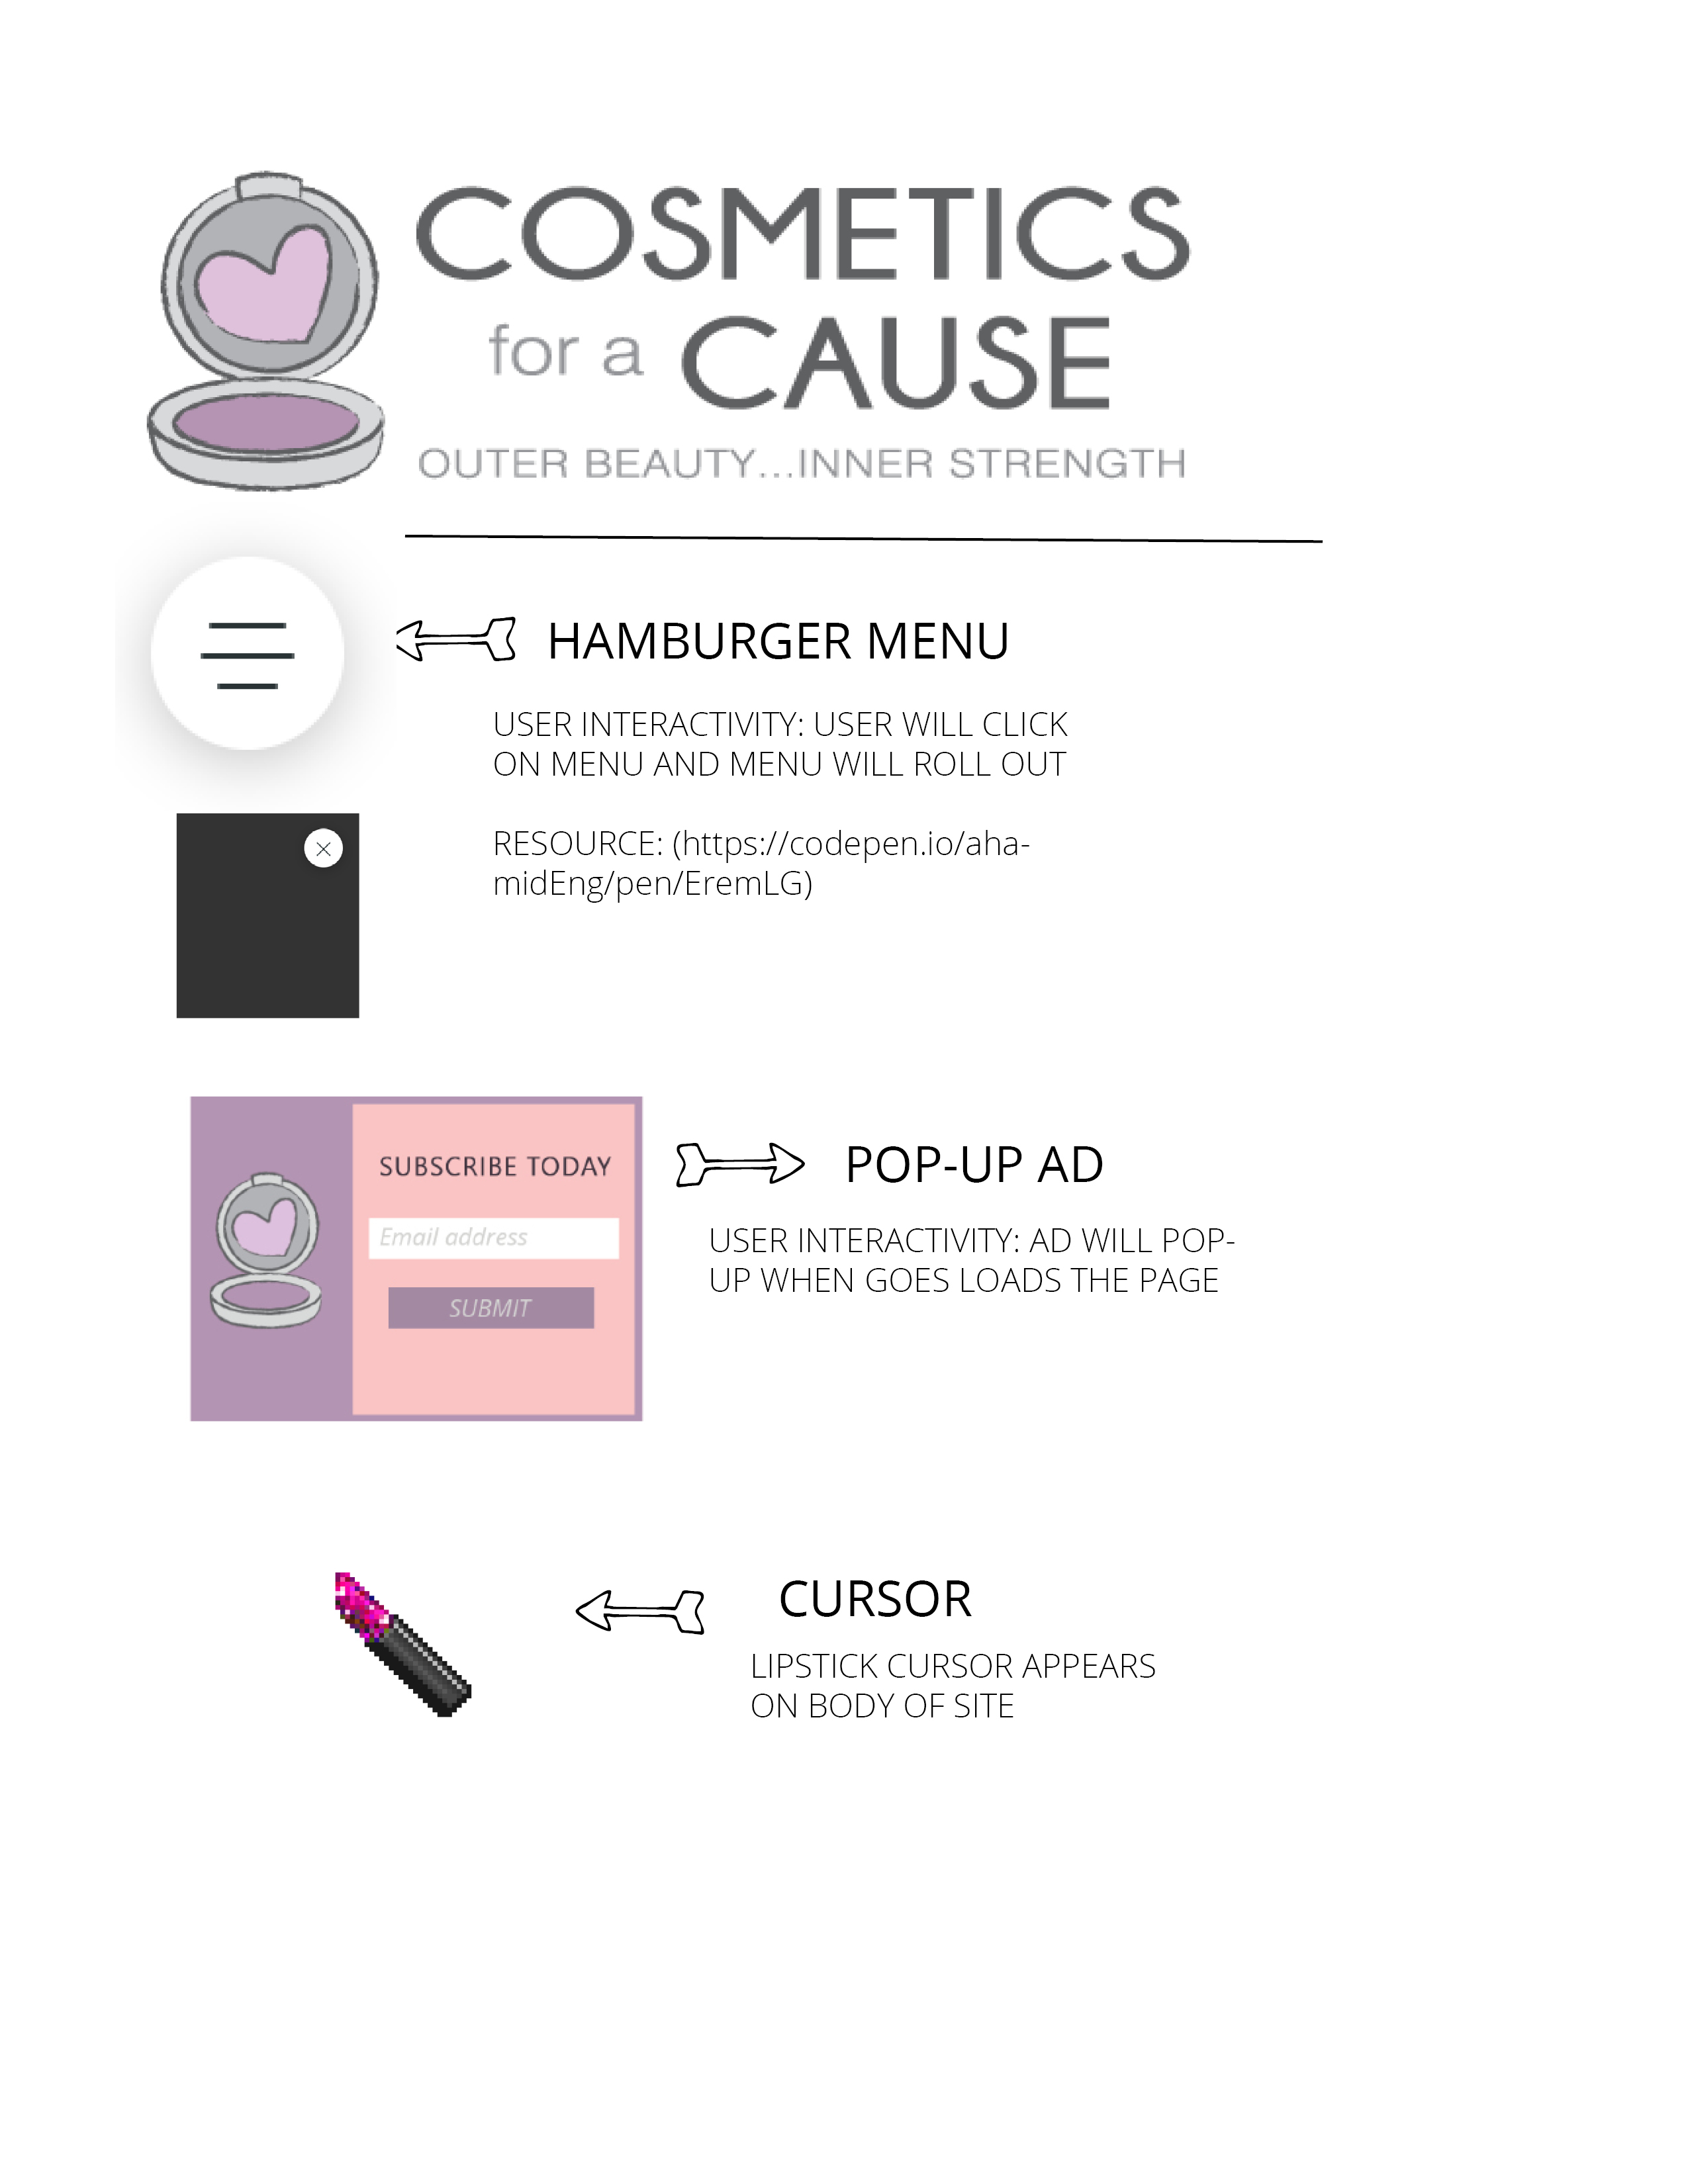 COSMETICS
for a CAUSE
OUTER BEAUTY...INNER STRENGTH
HAMBURGER MENU
USER INTERACTIVITY: USER WILL CLICK
ON MENU AND MENU WILL ROLL OUT
RESOURCE: (https://codepen.io/aha-
midEng/pen/EremLG)
SUBSCRIBE TODAY
Email address
SUBMIT
POP-UP AD
USER INTERACTIVITY: AD WILL POP-
UP WHEN GOES LOADS THE PAGE
CURSOR
LIPSTICK CURSOR APPEARS
ON BODY OF SITE